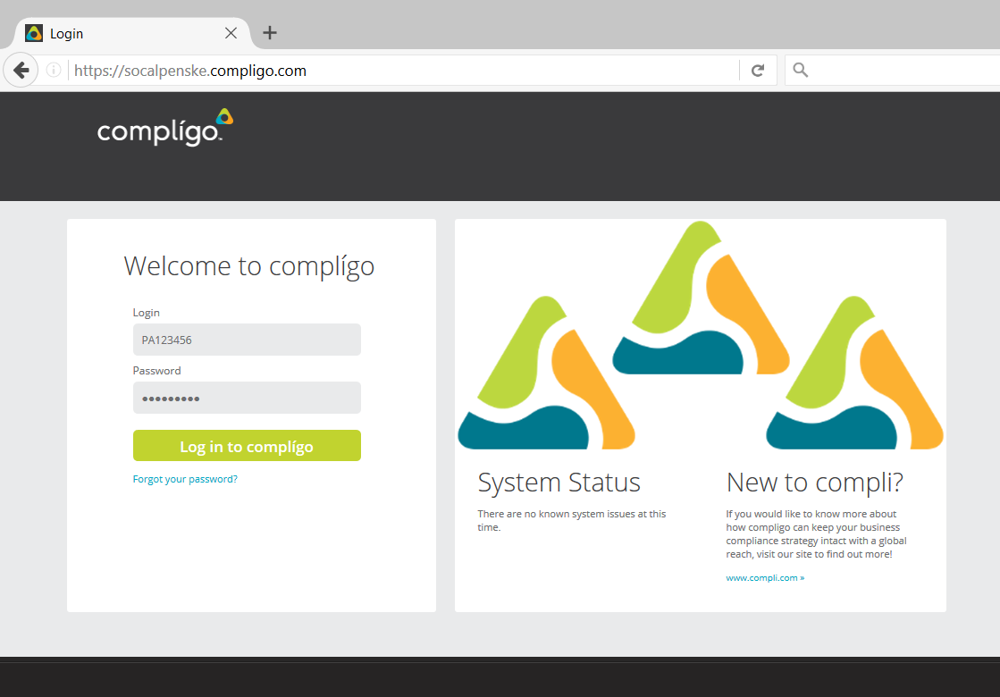 Login
https://socalpenske.compligo.com
complígo™
Welcome to complígo
Login
PA123456
Password
•••••••••
Log in to complígo
Forgot your password?
System Status
There are no known system issues at this
time.
New to compli?
If you would like to know more about
how compligo can keep your business
compliance strategy intact with a global
reach, visit our site to find out more!
www.compli.com »